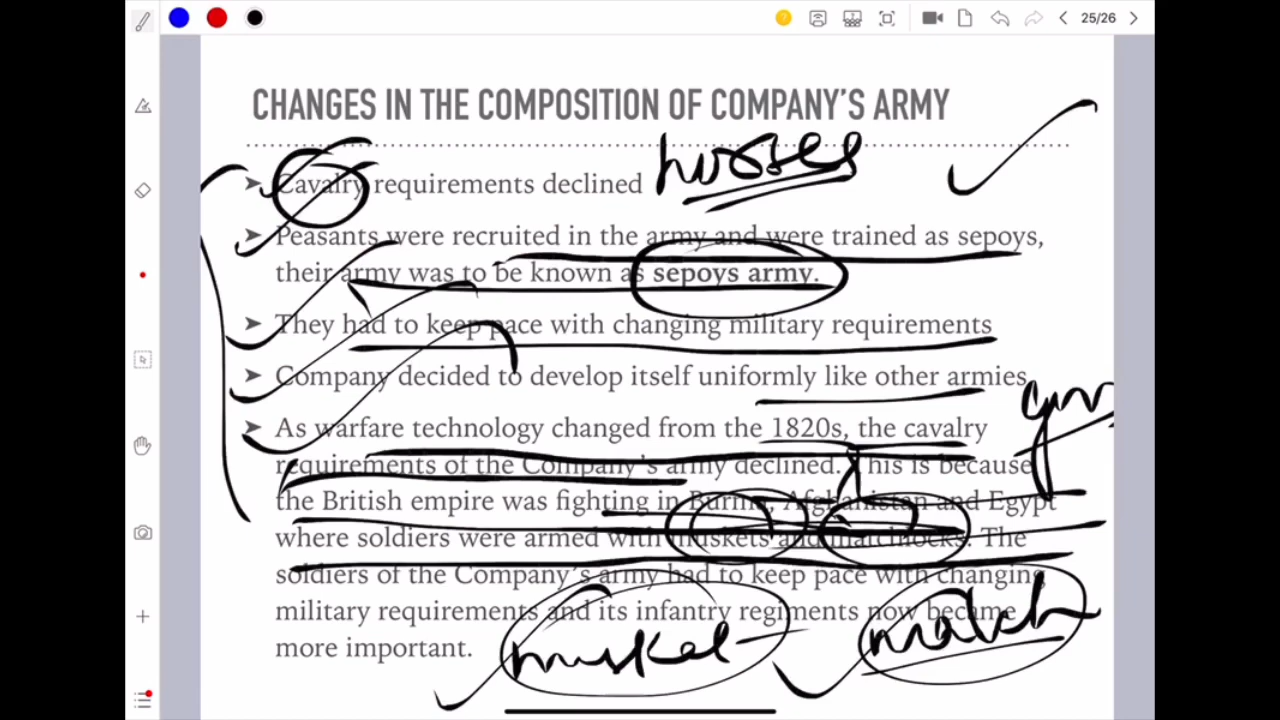 25/26
CHANGES IN THE COMPOSITION OF COMPANY'S ARMY
horses
➤ Cavalry requirements declined
➤ Peasants were recruited in the army and were trained as sepoys,
their army was to be known as sepoys army.
➤ They had to keep pace with changing military requirements
➤ Company decided to develop itself uniformly like other armies
➤ As warfare technology changed from the 1820s, the cavalry
requirements of the Company's army declined. This is because
the British empire was fighting in Burma, Afghanistan and Egypt
where soldiers were armed with muskets and matchlocks. The
soldiers of the Company's army had to keep pace with changing
military requirements and its infantry regiments now became
more important.
musket
match